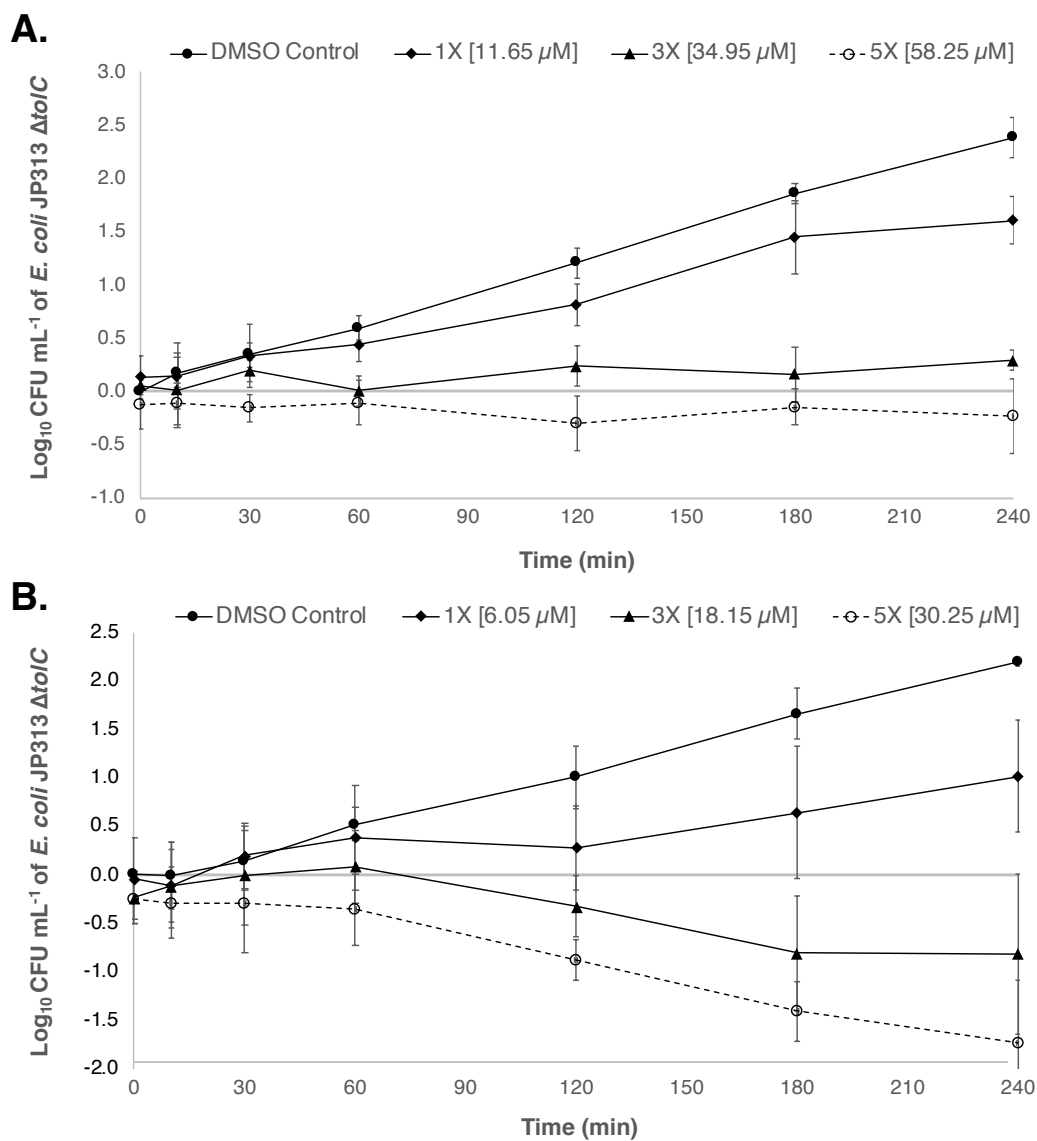 A.
DMSO Control 1X [11.65 µM] 3X [34.95 µM] 5X [58.25 µM]
3.0
2.5
2.0
1.5
1.0
0.5
0.0
-0.5
-1.0
Log₁₀ CFU mL⁻¹ of E. coli JP313 ΔtolC
0 30 60 90 120 150 180 210 240
Time (min)
B.
DMSO Control 1X [6.05 µM] 3X [18.15 µM] 5X [30.25 µM]
2.5
2.0
1.5
1.0
0.5
0.0
-0.5
-1.0
-1.5
-2.0
Log₁₀ CFU mL⁻¹ of E. coli JP313 ΔtolC
0 30 60 90 120 150 180 210 240
Time (min)